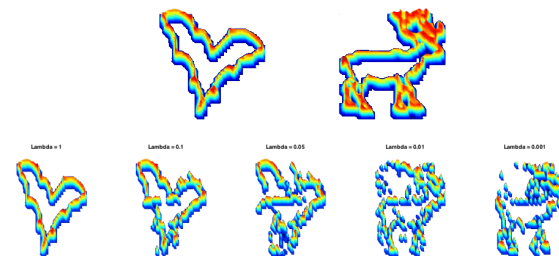 Lambda = 1
Lambda = 0.1
Lambda = 0.05
Lambda = 0.01
Lambda = 0.001